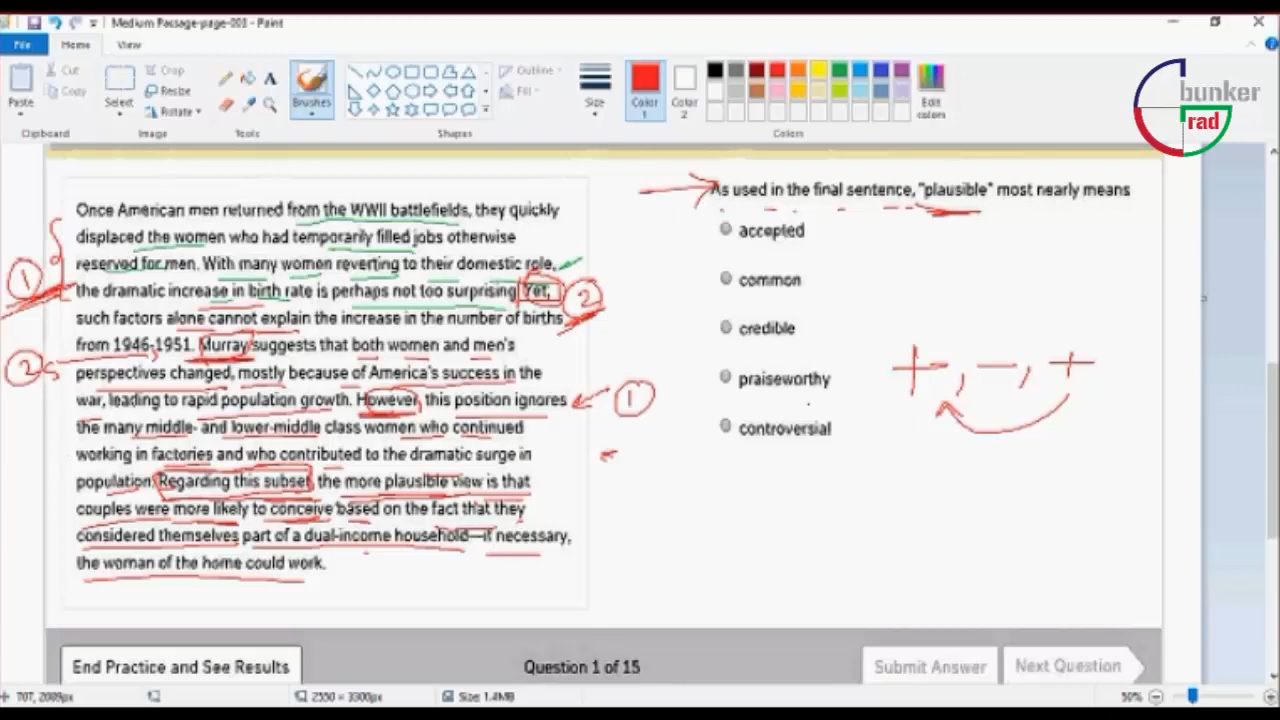 Medium Passage-page-001 - Paint
File Home View
Paste
Cut
Copy
Clipboard
Select
Crop
Resize
Rotate
Image
A
Tools
Brushes
Shapes
Outline
Fill
Size
Color 1
Color 2
Colors
Edit colors
bunker
grad
Once American men returned from the WWII battlefields, they quickly
displaced the women who had temporarily filled jobs otherwise
reserved for men. With many women reverting to their domestic role,
the dramatic increase in birth rate is perhaps not too surprising. Yet,
such factors alone cannot explain the increase in the number of births
from 1946-1951. Murray suggests that both women and men's
perspectives changed, mostly because of America's success in the
war, leading to rapid population growth. However, this position ignores
the many middle- and lower-middle class women who continued
working in factories and who contributed to the dramatic surge in
population. Regarding this subset, the more plausible view is that
couples were more likely to conceive based on the fact that they
considered themselves part of a dual-income household—if necessary,
the woman of the home could work.
1
2
2
1
As used in the final sentence, "plausible" most nearly means
accepted
common
credible
praiseworthy
controversial
+, −, +
End Practice and See Results
Question 1 of 15
Submit Answer
Next Question
2550 × 3300px
Size: 1.4MB
50%